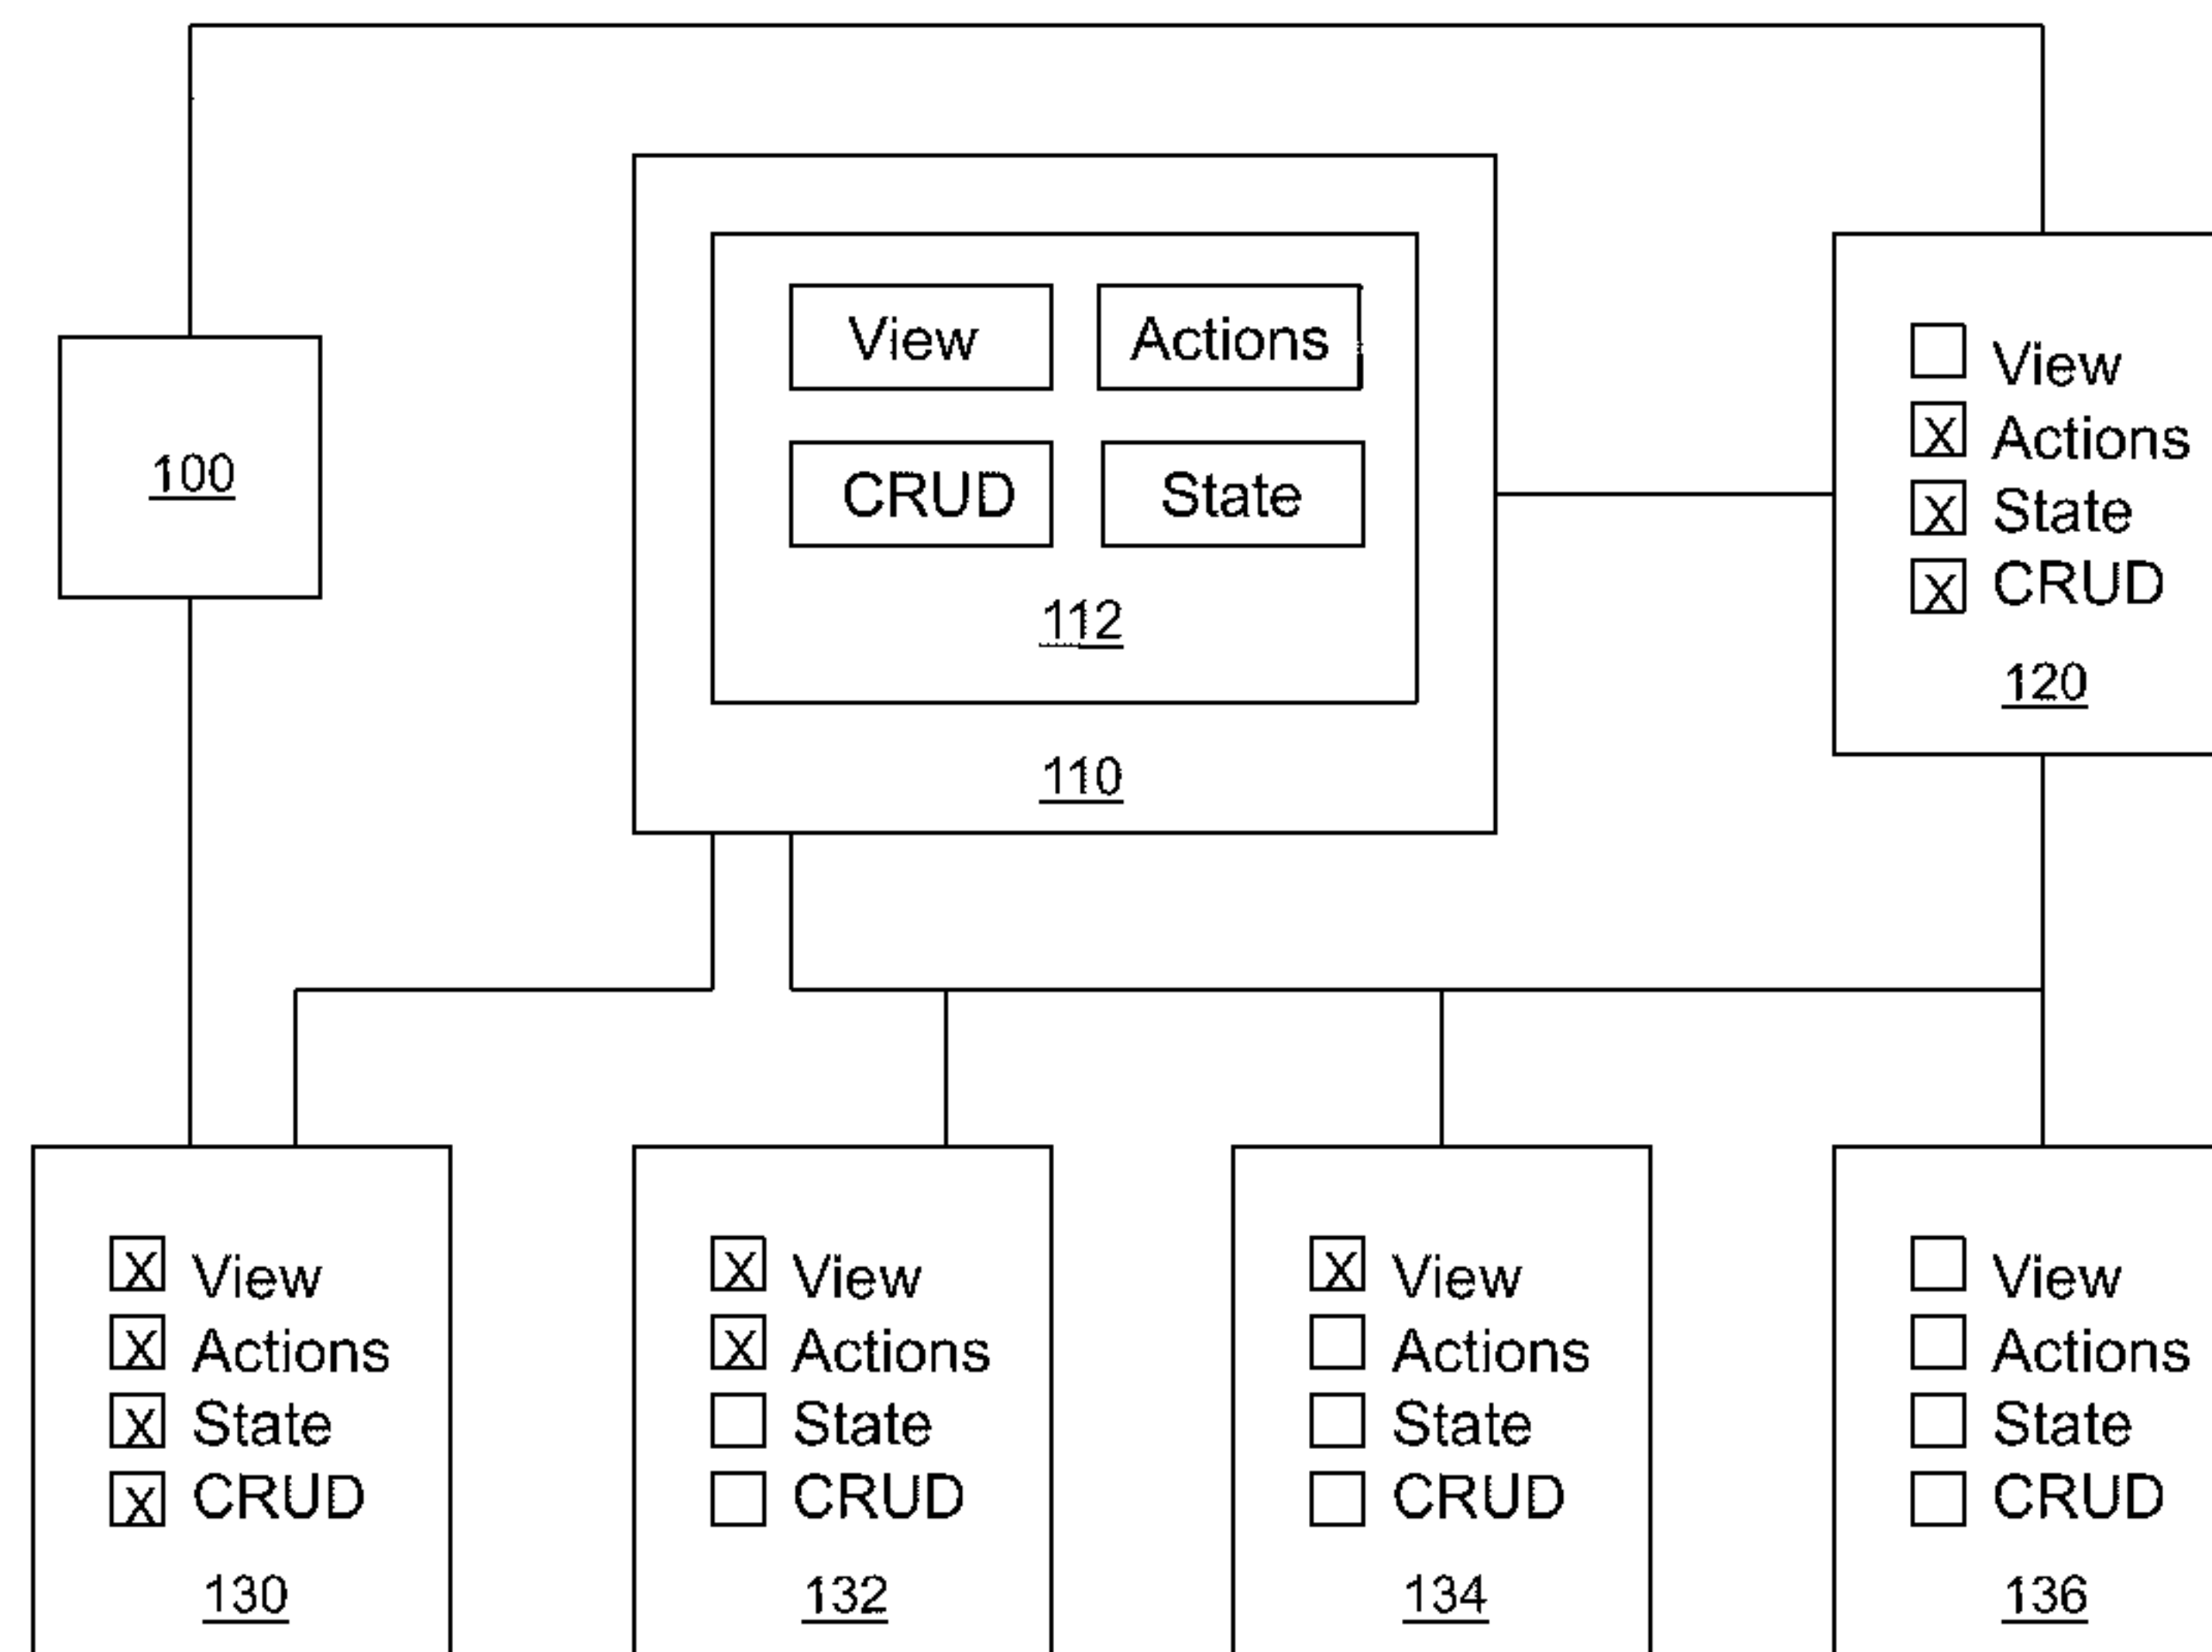 View Actions
CRUD State
112
110
100
View
Actions
State
CRUD
120
X
X
X
View
Actions
State
CRUD
130
X
X
X
X
View
Actions
State
CRUD
132
X
X
View
Actions
State
CRUD
134
X
View
Actions
State
CRUD
136